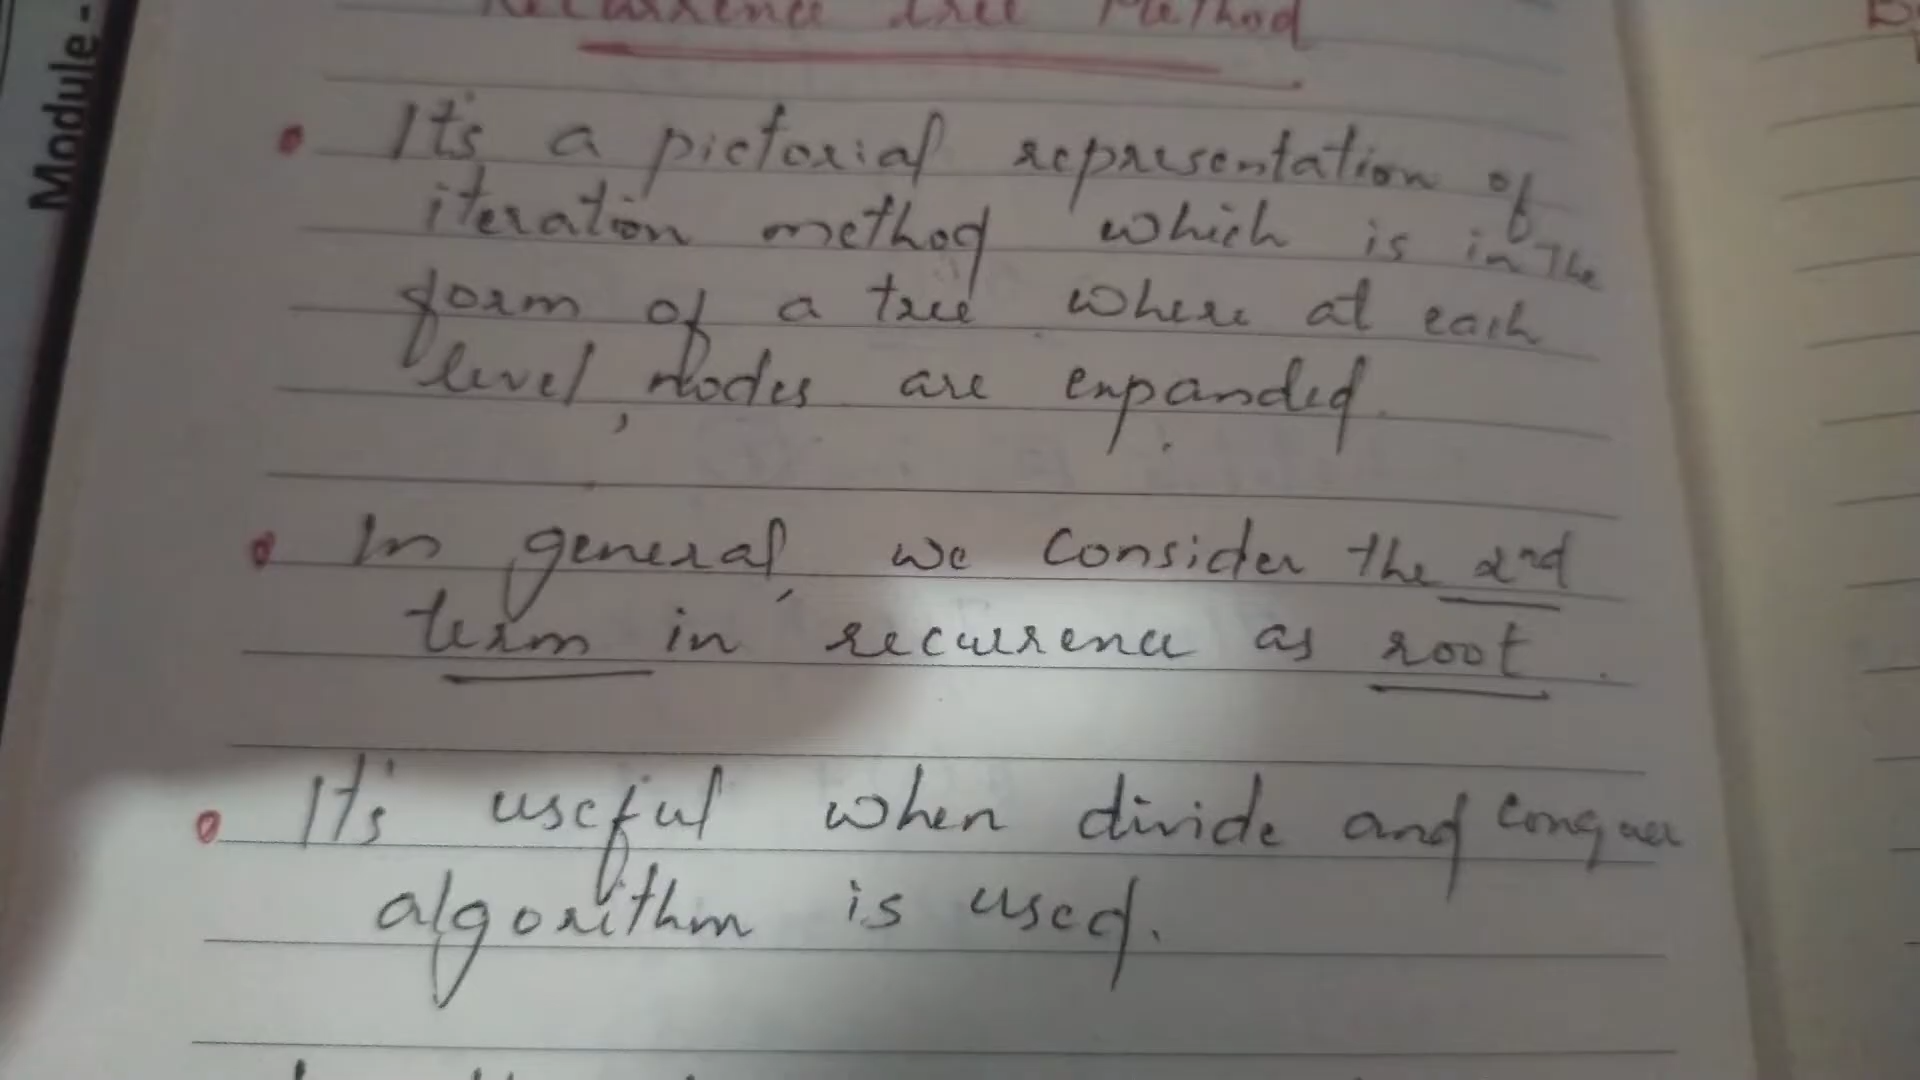 Recurrence tree Method
Module-
It's a pictorial representation of
iteration method which is in the
form of a tree where at each
level, nodes are expanded.
In general, we consider the 2nd
term in recurrence as root.
It's useful when divide and conquer
algorithm is used.